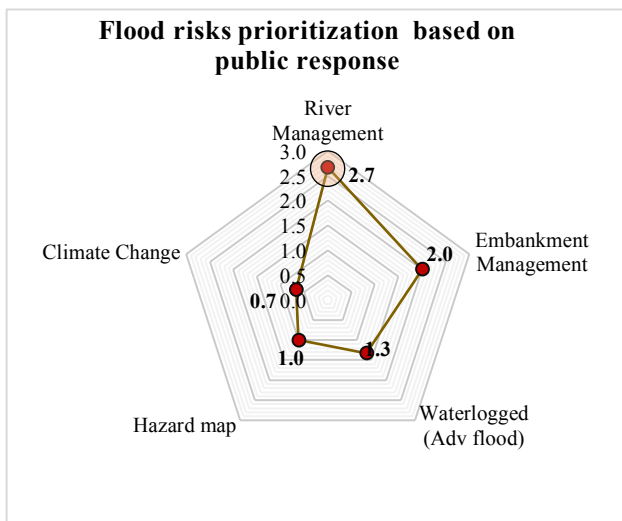 Flood risks prioritization based on
public response
River
Management
3.0
2.5
2.0
1.5
1.0
0.5
0.0
2.7
2.0
1.3
1.0
0.7
Embankment
Management
Waterlogged
(Adv flood)
Hazard map
Climate Change